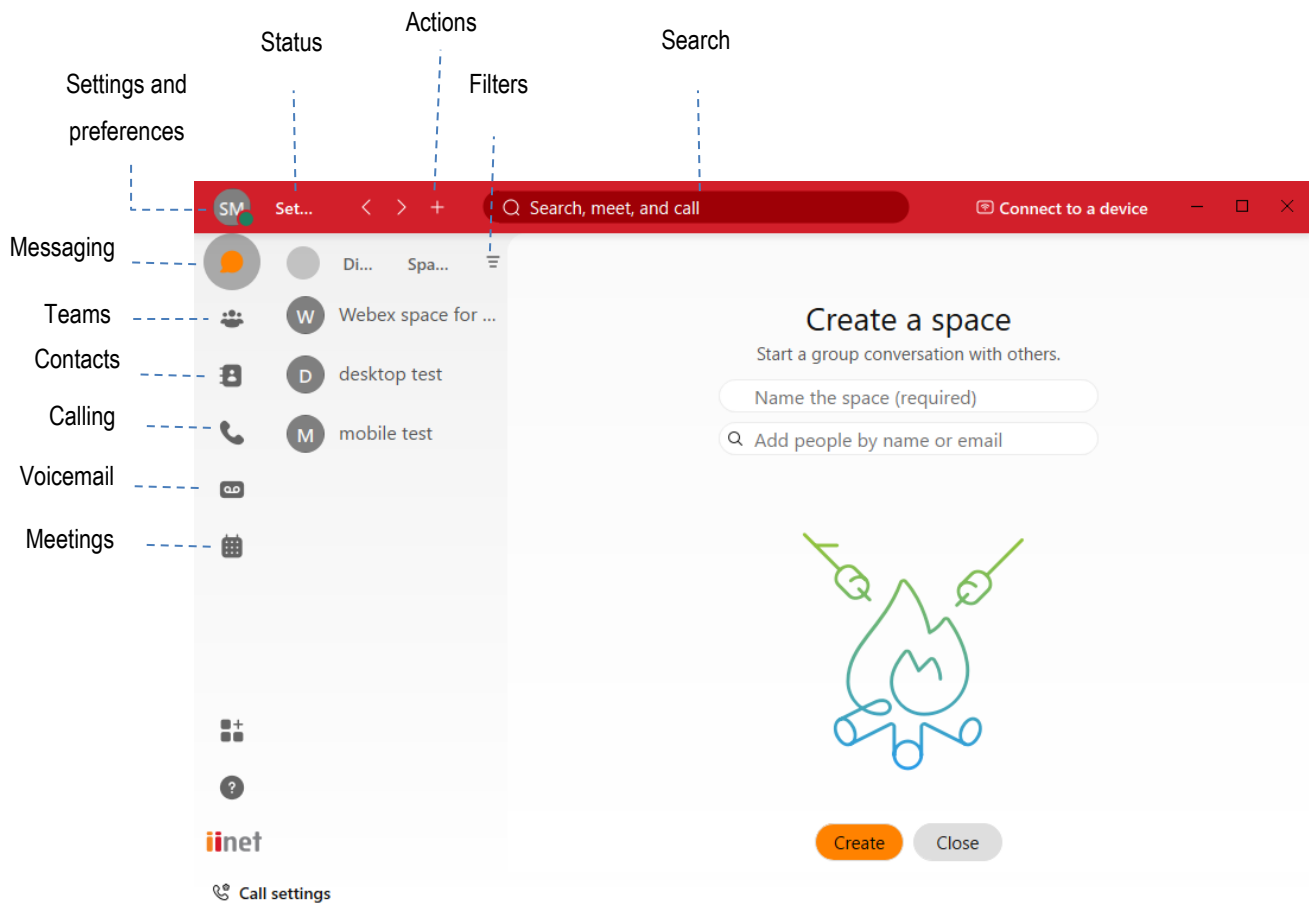 Actions
Status
Search
Settings and
preferences
Filters
SM
Set...
Search, meet, and call
Connect to a device
Messaging
Di...
Spa...
Teams
W
Webex space for ...
Contacts
D
desktop test
Calling
M
mobile test
Voicemail
Meetings
Create a space
Start a group conversation with others.
Name the space (required)
Add people by name or email
?
iinet
Create
Close
Call settings